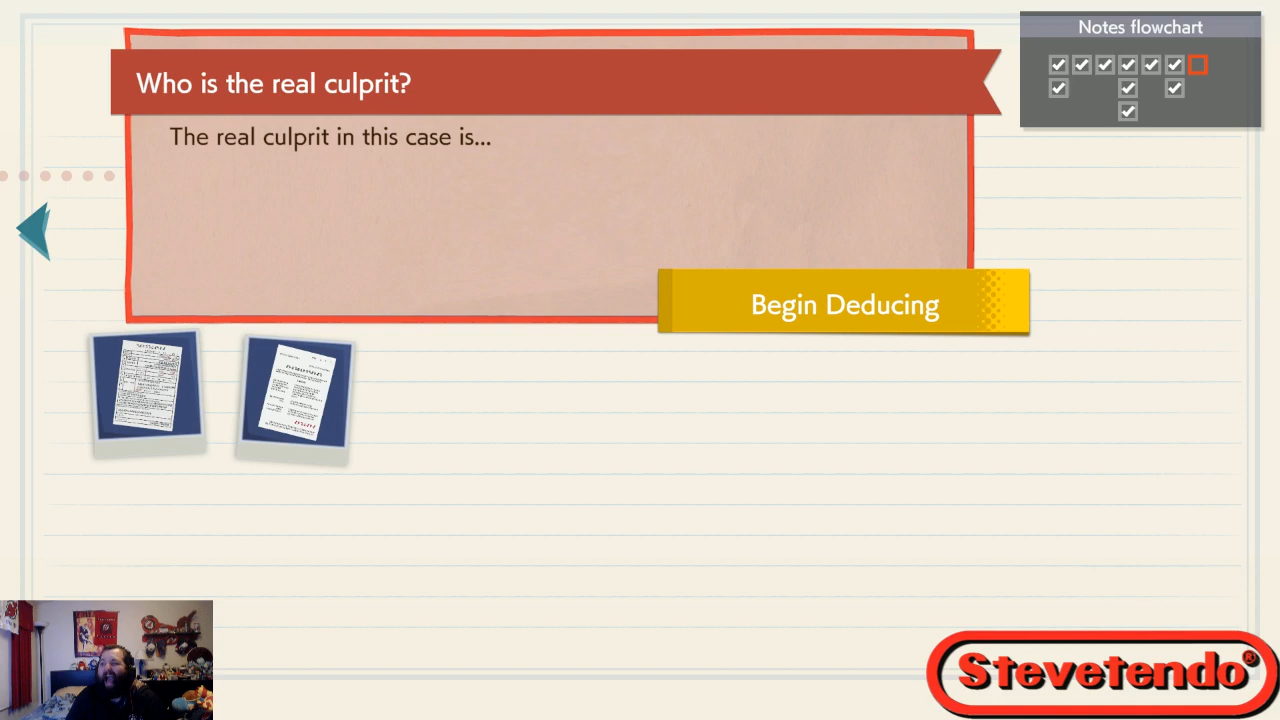 Notes flowchart
Who is the real culprit?
The real culprit in this case is...
Begin Deducing
Stevetendo®